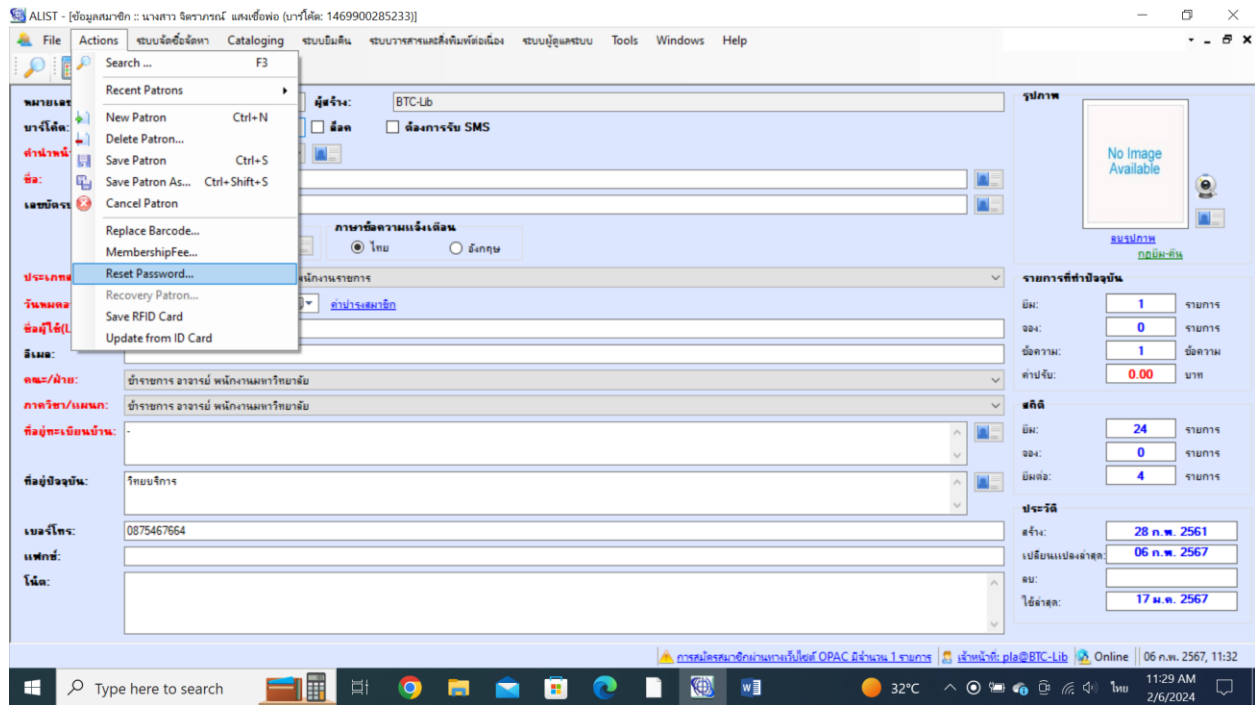 ALIST - [ข้อมูลสมาชิก :: นางสาว จิตราภรณ์ แสงเชื้อพ่อ (บาร์โค้ด: 1469900285233)]
File Actions ระบบจัดซื้อจัดหา Cataloging ระบบยืมคืน ระบบวารสารและสิ่งพิมพ์ต่อเนื่อง ระบบผู้ดูแลระบบ Tools Windows Help
Search ... F3
Recent Patrons
New Patron Ctrl+N
Delete Patron...
Save Patron Ctrl+S
Save Patron As... Ctrl+Shift+S
Cancel Patron
Replace Barcode...
MembershipFee...
Reset Password...
Recovery Patron...
Save RFID Card
Update from ID Card
ผู้สร้าง: BTC-Lib
บาร์โค้ด: ล็อค ต้องการรับ SMS
ชื่อ:
ภาษาข้อความแจ้งเตือน
ไทย อังกฤษ
ค่าบำรุงสมาชิก
อีเมล:
คณะ/ฝ่าย: ข้าราชการ อาจารย์ พนักงานมหาวิทยาลัย
ภาควิชา/แผนก: ข้าราชการ อาจารย์ พนักงานมหาวิทยาลัย
ที่อยู่ทะเบียนบ้าน: -
ที่อยู่ปัจจุบัน: วิทยบริการ
เบอร์โทร: 0875467664
แฟกซ์:
โน้ต:
รูปภาพ
No Image
Available
ลบรูปภาพ
กฎยืม-คืน
รายการที่ทำปัจจุบัน
ยืม: 1 รายการ
จอง: 0 รายการ
ข้อความ: 1 ข้อความ
ค่าปรับ: 0.00 บาท
สถิติ
ยืม: 24 รายการ
จอง: 0 รายการ
ยืมต่อ: 4 รายการ
ประวัติ
สร้าง: 28 ก.พ. 2561
เปลี่ยนแปลงล่าสุด: 06 ก.พ. 2567
ลบ:
ใช้ล่าสุด: 17 ม.ค. 2567
การสมัครสมาชิกผ่านทางเว็บไซต์ OPAC มีจำนวน 1 รายการ เจ้าหน้าที่: pla@BTC-Lib Online 06 ก.พ. 2567, 11:32
Type here to search 32°C ไทย 11:29 AM
2/6/2024